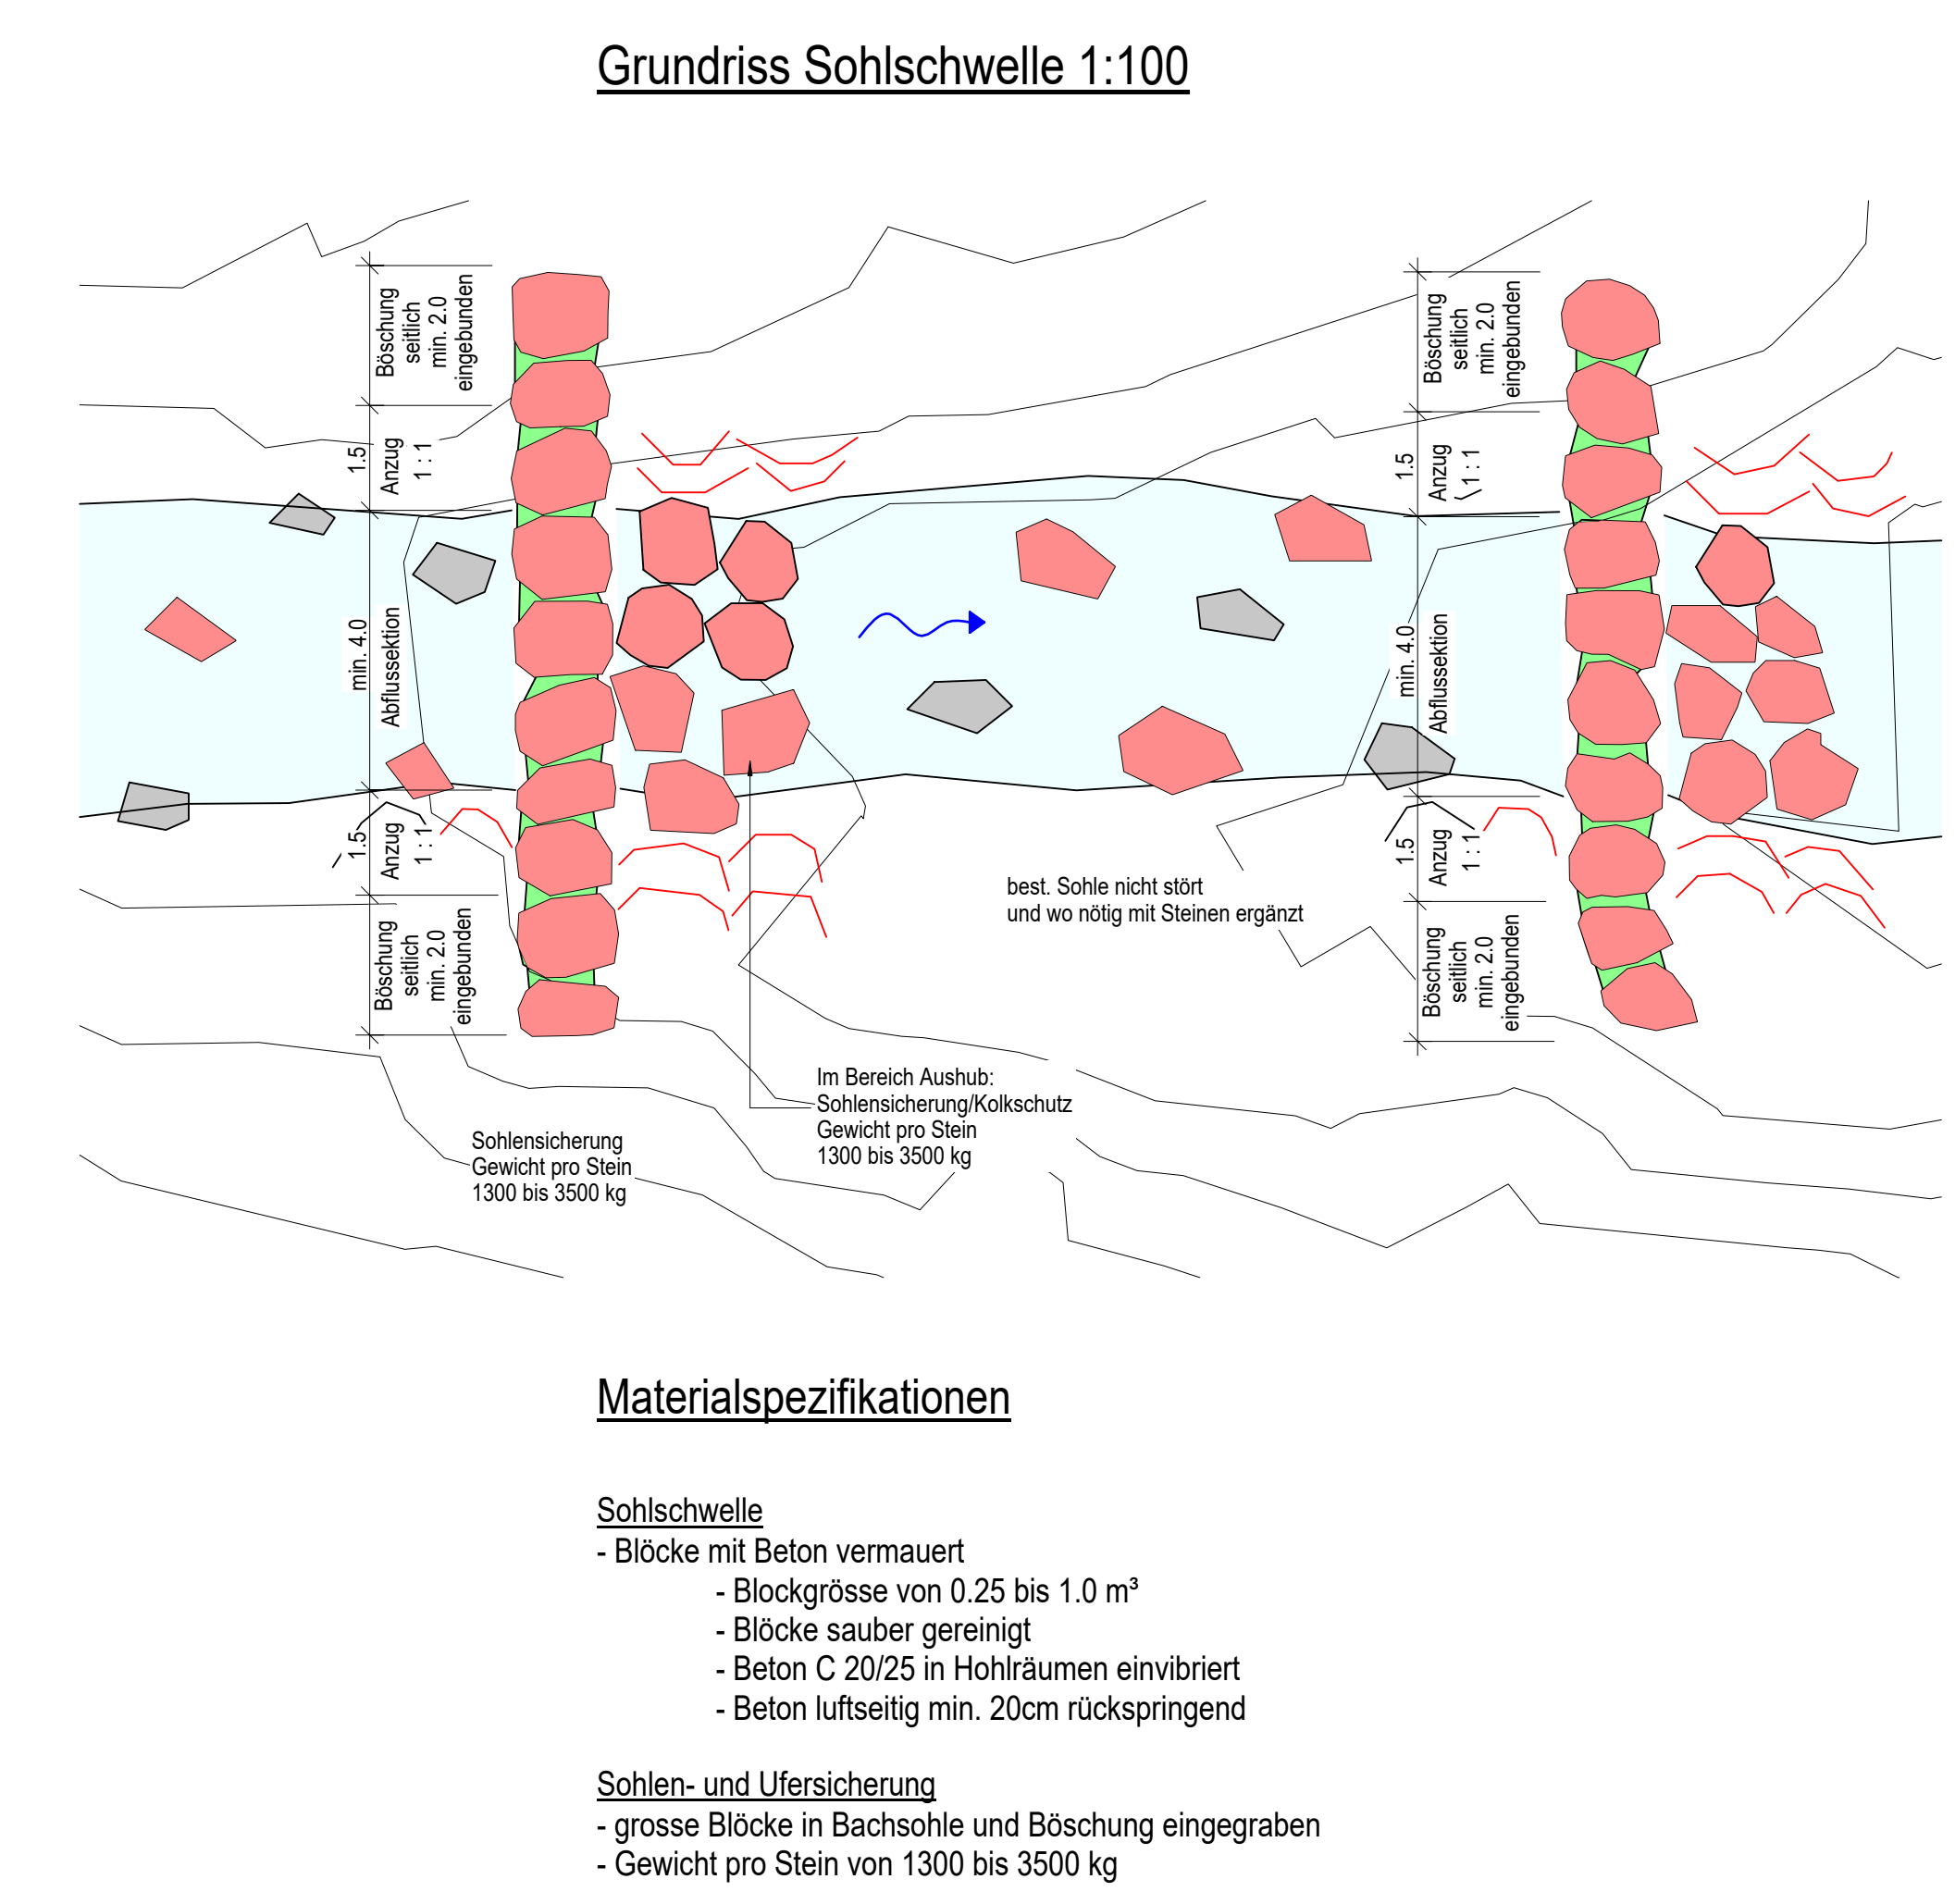 Grundriss Sohlschwelle 1:100
Böschung
seitlich
min. 2.0
eingebunden
1.5
Anzug
1 : 1
min. 4.0
Abflussektion
1.5
Anzug
1 : 1
Böschung
seitlich
min. 2.0
eingebunden
Böschung
seitlich
min. 2.0
eingebunden
1.5
Anzug
1 : 1
min. 4.0
Abflussektion
1.5
Anzug
1 : 1
Böschung
seitlich
min. 2.0
eingebunden
best. Sohle nicht stört
und wo nötig mit Steinen ergänzt
Im Bereich Aushub:
Sohlensicherung/Kolkschutz
Gewicht pro Stein
1300 bis 3500 kg
Sohlensicherung
Gewicht pro Stein
1300 bis 3500 kg
Materialspezifikationen
Sohlschwelle
- Blöcke mit Beton vermauert
- Blockgrösse von 0.25 bis 1.0 m³
- Blöcke sauber gereinigt
- Beton C 20/25 in Hohlräumen einvibriert
- Beton luftseitig min. 20cm rückspringend
Sohlen- und Ufersicherung
- grosse Blöcke in Bachsohle und Böschung eingegraben
- Gewicht pro Stein von 1300 bis 3500 kg